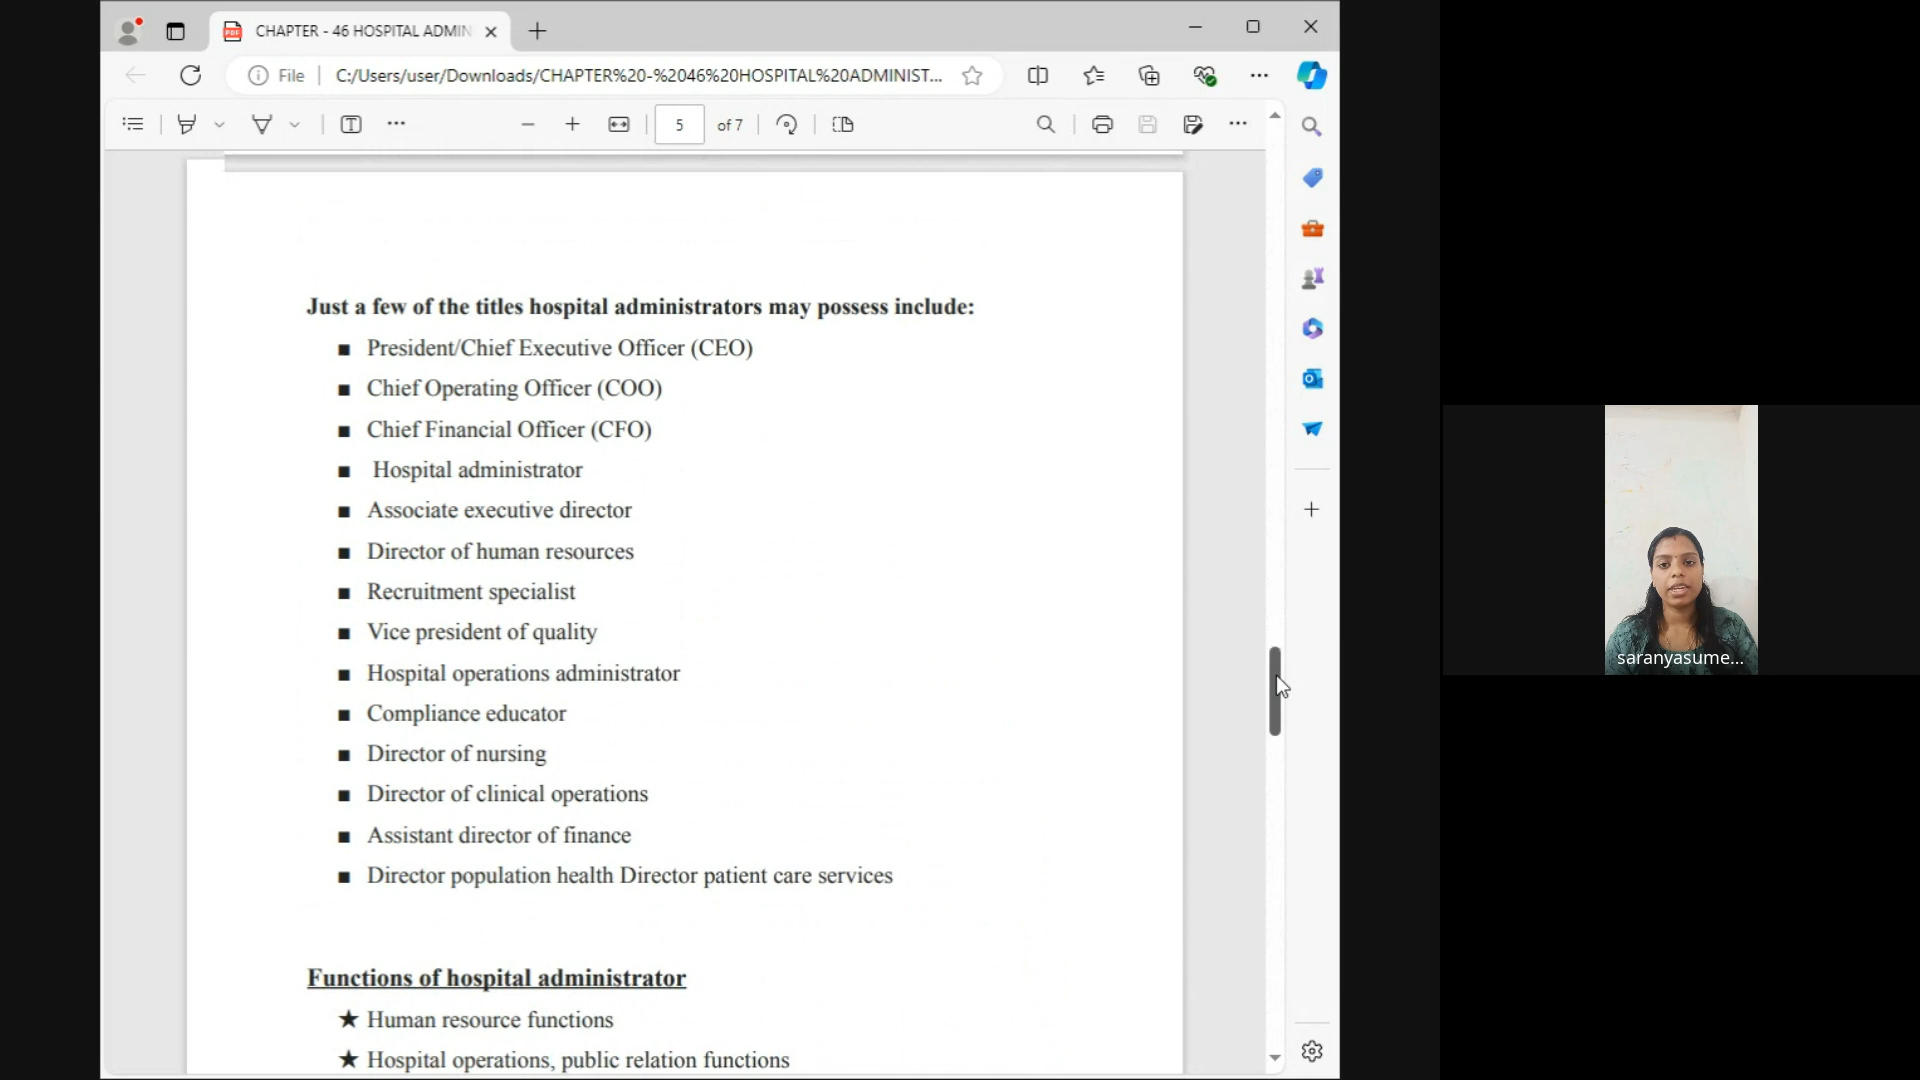 CHAPTER - 46 HOSPITAL ADMIN
File
C:/Users/user/Downloads/CHAPTER%20-%2046%20HOSPITAL%20ADMINIST...
5 of 7
Just a few of the titles hospital administrators may possess include:
■ President/Chief Executive Officer (CEO)
■ Chief Operating Officer (COO)
■ Chief Financial Officer (CFO)
■ Hospital administrator
■ Associate executive director
■ Director of human resources
■ Recruitment specialist
■ Vice president of quality
■ Hospital operations administrator
■ Compliance educator
■ Director of nursing
■ Director of clinical operations
■ Assistant director of finance
■ Director population health Director patient care services
Functions of hospital administrator
★ Human resource functions
★ Hospital operations, public relation functions
saranyasume...